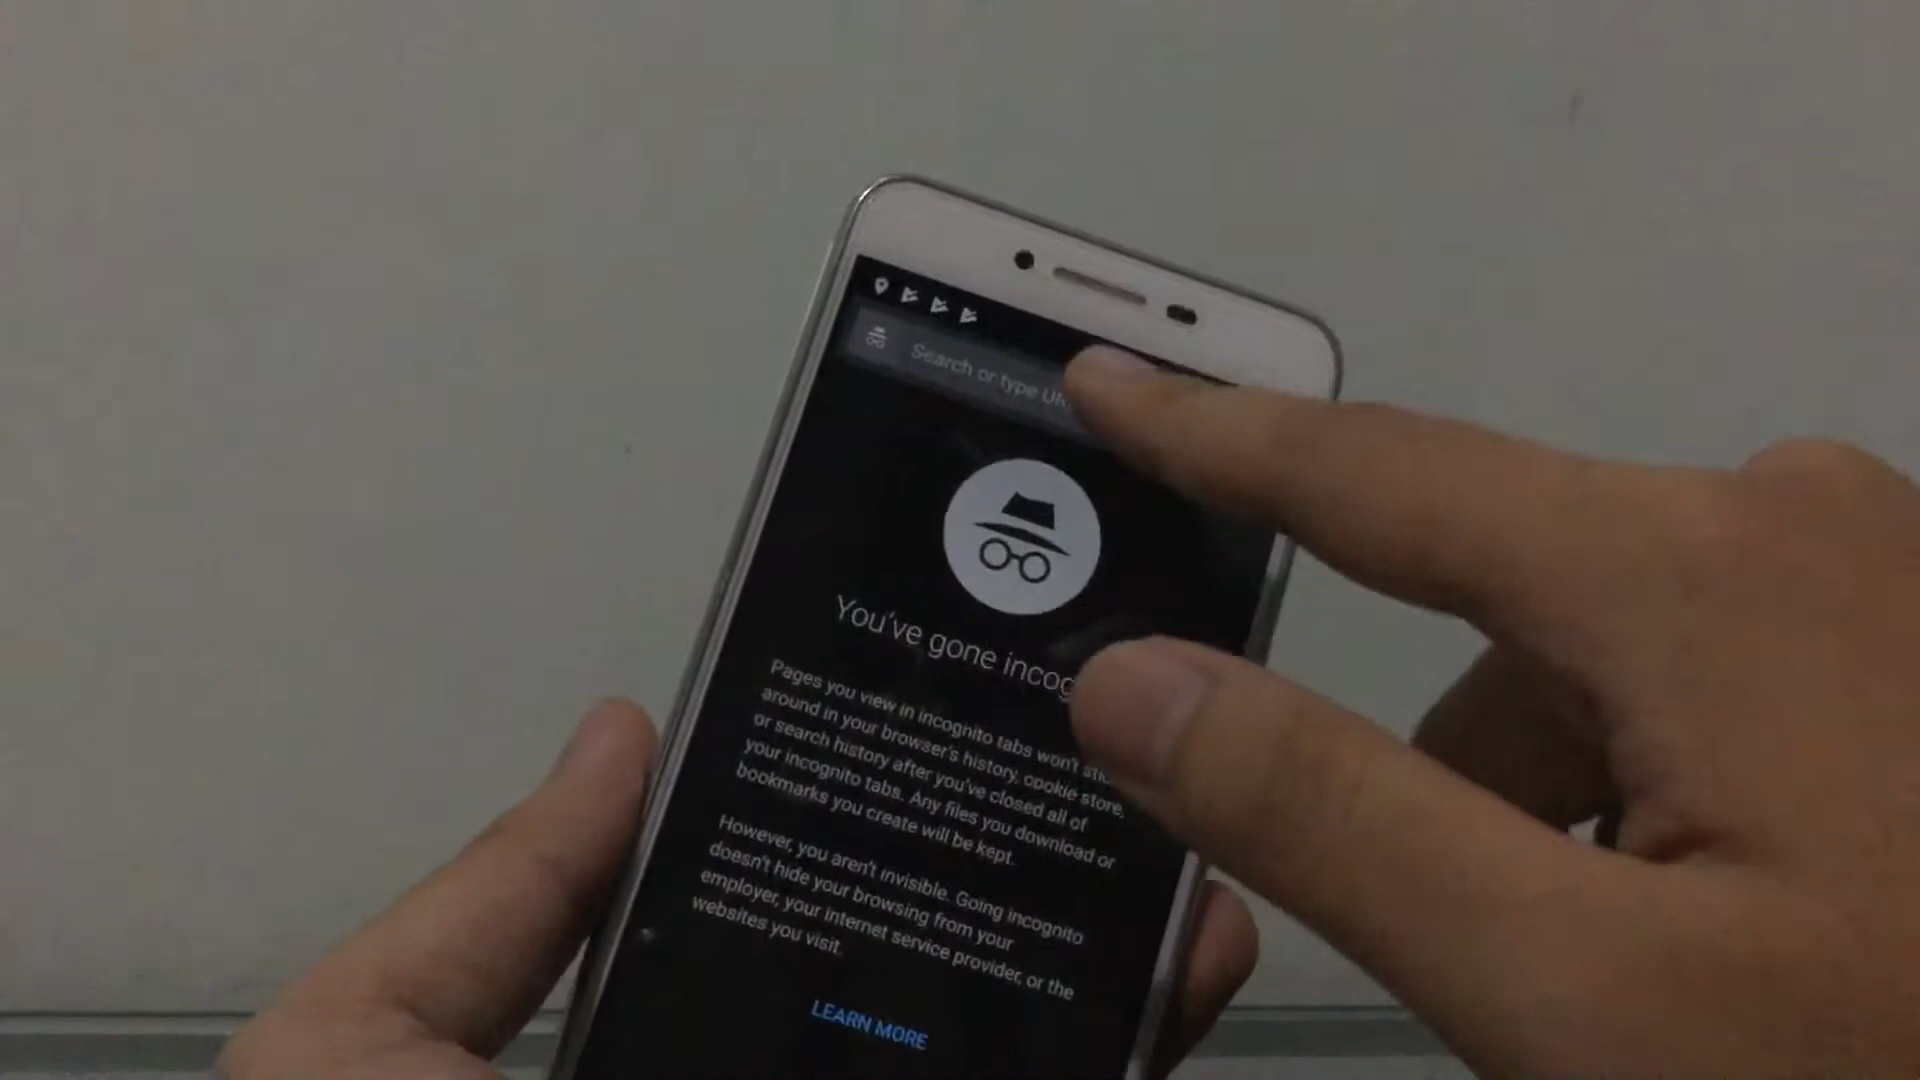 Search or type UR
You've gone incog
Pages you view in incognito tabs won't stic
around in your browser's history, cookie store,
or search history after you've closed all of
your incognito tabs. Any files you download or
bookmarks you create will be kept.
However, you aren't invisible. Going incognito
doesn't hide your browsing from your
employer, your internet service provider, or the
websites you visit.
LEARN MORE